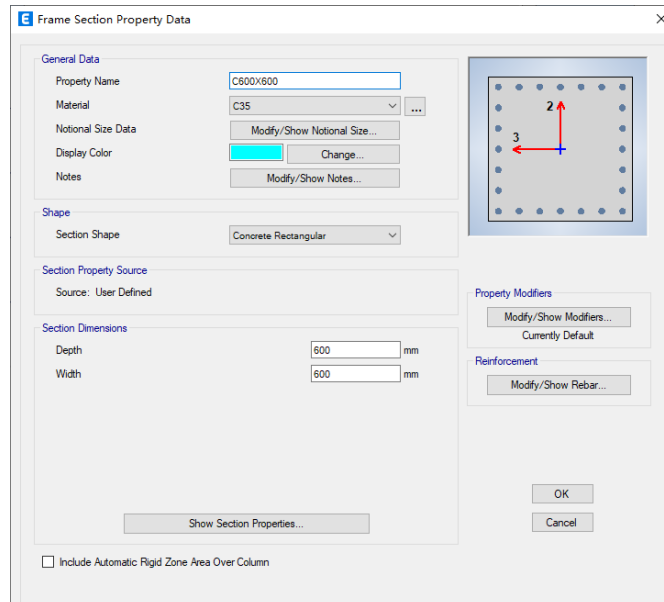 E Frame Section Property Data
General Data
Property Name C600X600
Material C35 ...
Notional Size Data Modify/Show Notional Size...
Display Color Change...
Notes Modify/Show Notes...
2
3
Shape
Section Shape Concrete Rectangular
Section Property Source
Source: User Defined
Property Modifiers
Modify/Show Modifiers...
Currently Default
Section Dimensions
Depth 600 mm
Width 600 mm
Reinforcement
Modify/Show Rebar...
OK
Show Section Properties...
Cancel
Include Automatic Rigid Zone Area Over Column